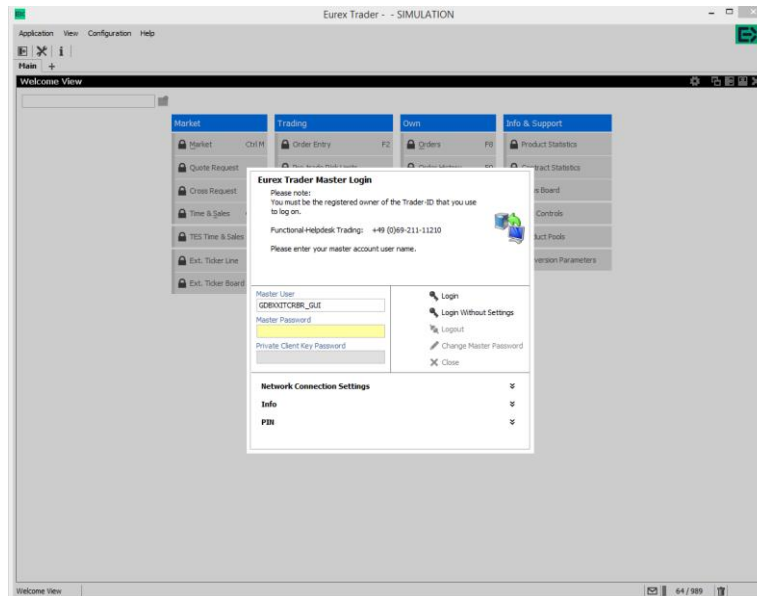 Eurex Trader - - SIMULATION
Application View Configuration Help
Main +
Welcome View
Market
Trading
Own
Info & Support
Market Ctrl M
Order Entry F2
Orders F8
Product Statistics
Quote Request
Contract Statistics
Cross Request
Board
Time & Sales
Controls
TES Time & Sales
Pools
Ext. Ticker Line
Parameters
Ext. Ticker Board
Eurex Trader Master Login
Please note:
You must be the registered owner of the Trader-ID that you use
to log on.
Functional-Helpdesk Trading: +49 (0)69-211-11210
Please enter your master account user name.
Master User
GDBXXITCRBR_GUI
Master Password
Private Client Key Password
Login
Login Without Settings
Logout
Change Master Password
Close
Network Connection Settings
Info
PIN
Welcome View
64 / 989